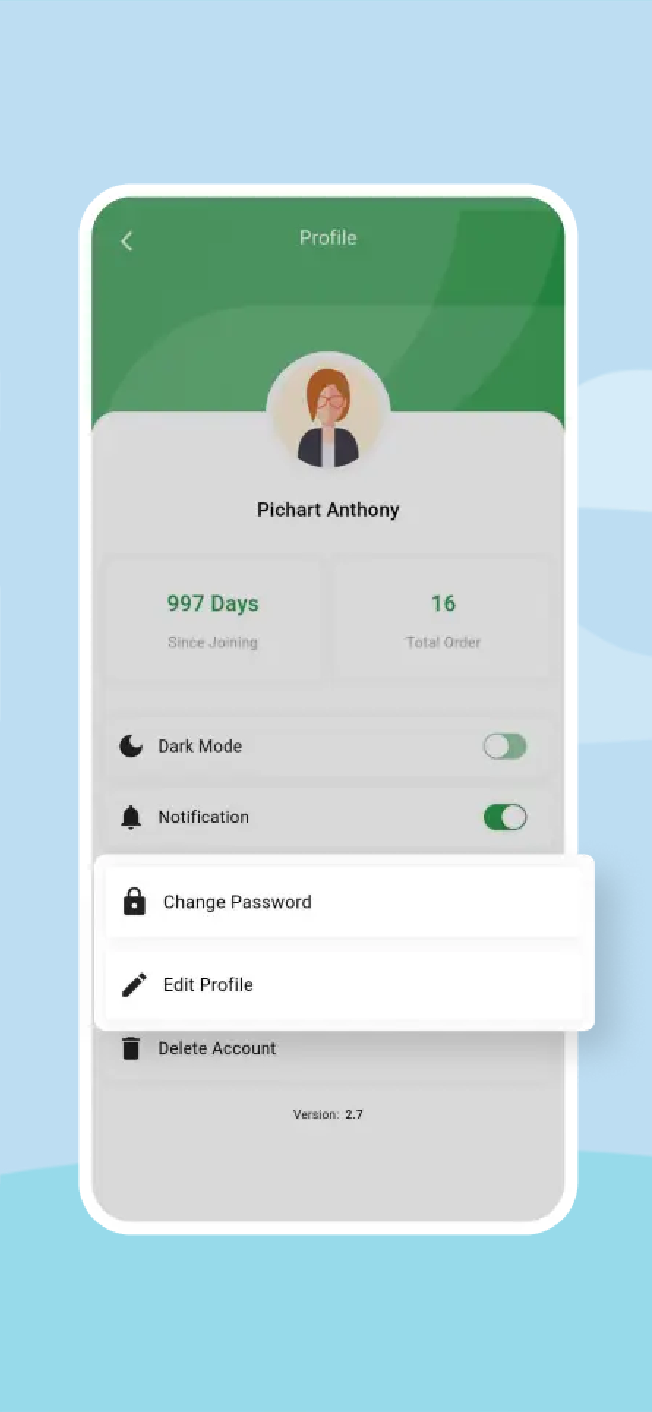 Profile
Pichart Anthony
997 Days
Since Joining
16
Total Order
Dark Mode
Notification
Change Password
Edit Profile
Delete Account
Version: 2.7